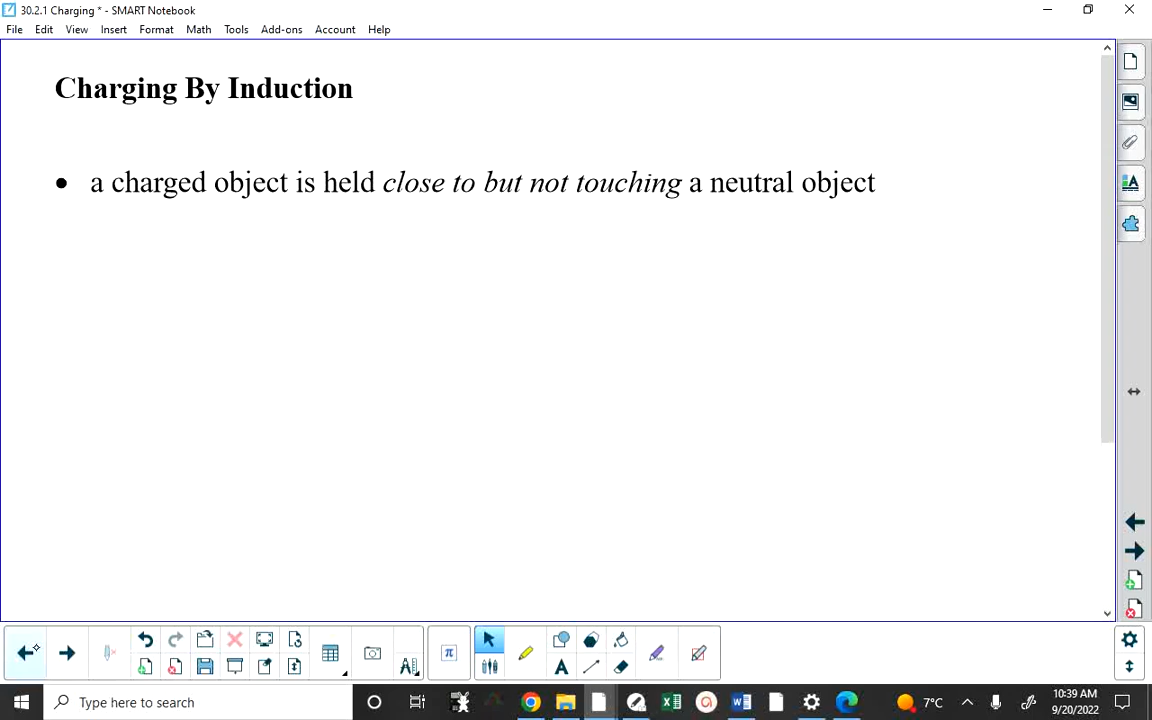 30.2.1 Charging * - SMART Notebook
File Edit View Insert Format Math Tools Add-ons Account Help
Charging By Induction
• a charged object is held close to but not touching a neutral object
Type here to search
7°C
10:39 AM
9/20/2022